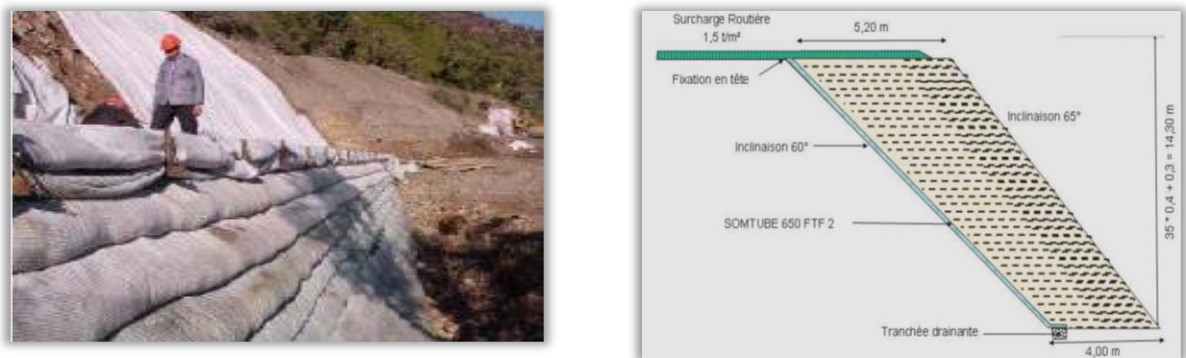 Surcharge Routière
1,5 t/m²
5,20 m
Fixation en tête
Inclinaison 65°
Inclinaison 60°
35 * 0,4 + 0,3 = 14,30 m
SOMTUBE 650 FTF 2
Tranchée drainante
4,00 m